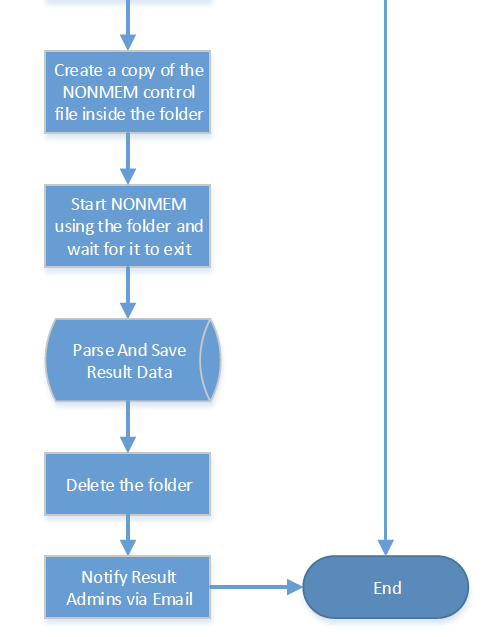 Create a copy of the
NONMEM control
file inside the folder
Start NONMEM
using the folder and
wait for it to exit
Parse And Save
Result Data
Delete the folder
Notify Result
Admins via Email
End